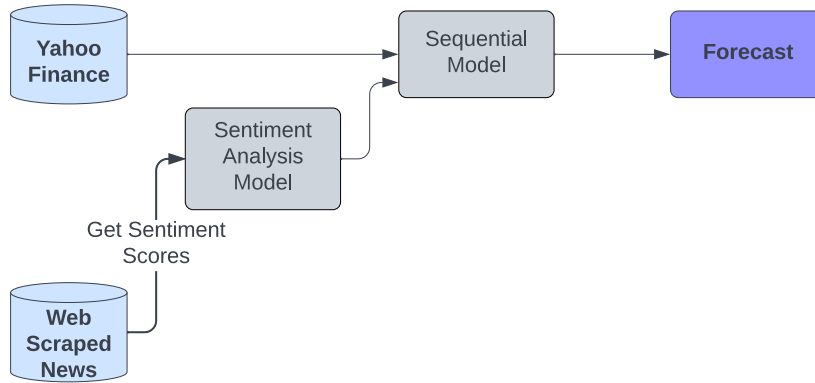 Yahoo
Finance
Sequential
Model
Forecast
Sentiment
Analysis
Model
Get Sentiment
Scores
Web
Scraped
News